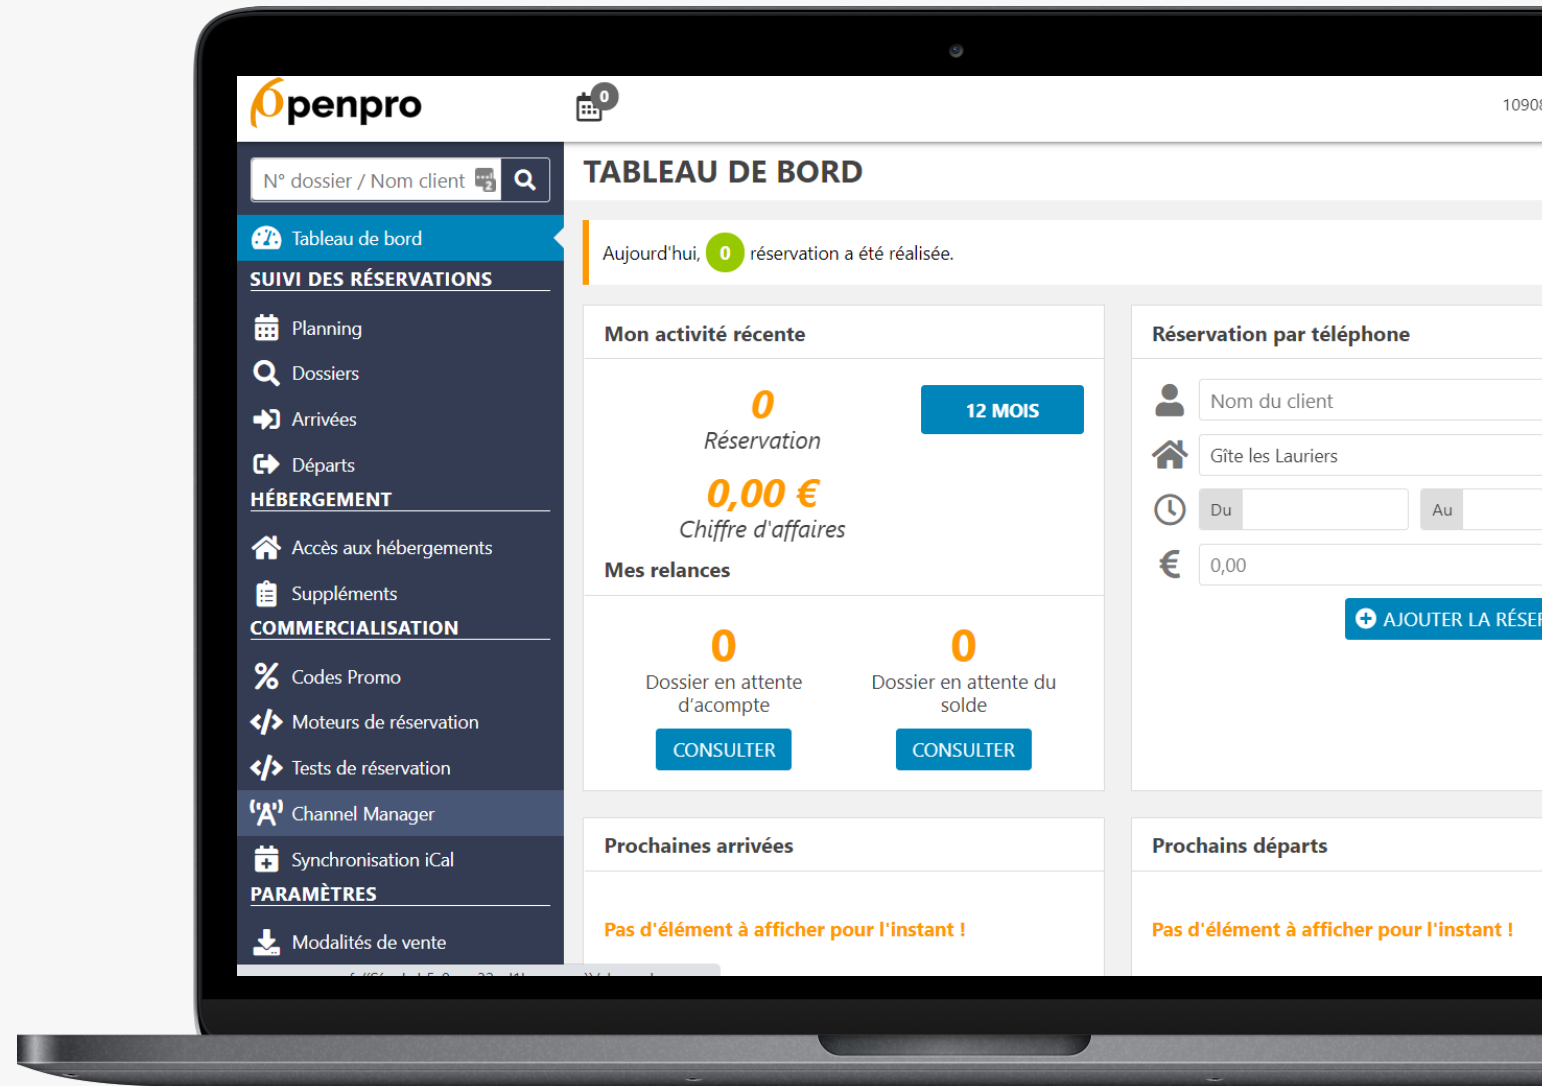 Openpro
0
10908
N° dossier / Nom client
2
TABLEAU DE BORD
Tableau de bord
Aujourd'hui, 0 réservation a été réalisée.
SUIVI DES RÉSERVATIONS
Planning
Dossiers
Arrivées
Départs
HÉBERGEMENT
Accès aux hébergements
Suppléments
COMMERCIALISATION
Codes Promo
Moteurs de réservation
Tests de réservation
Channel Manager
Synchronisation iCal
PARAMÈTRES
Modalités de vente
Mon activité récente
0
Réservation
12 MOIS
0,00 €
Chiffre d'affaires
Mes relances
0
Dossier en attente
d'acompte
CONSULTER
0
Dossier en attente du
solde
CONSULTER
Réservation par téléphone
Nom du client
Gîte les Lauriers
Du
Au
€ 0,00
AJOUTER LA RÉSER
Prochaines arrivées
Pas d'élément à afficher pour l'instant !
Prochains départs
Pas d'élément à afficher pour l'instant !